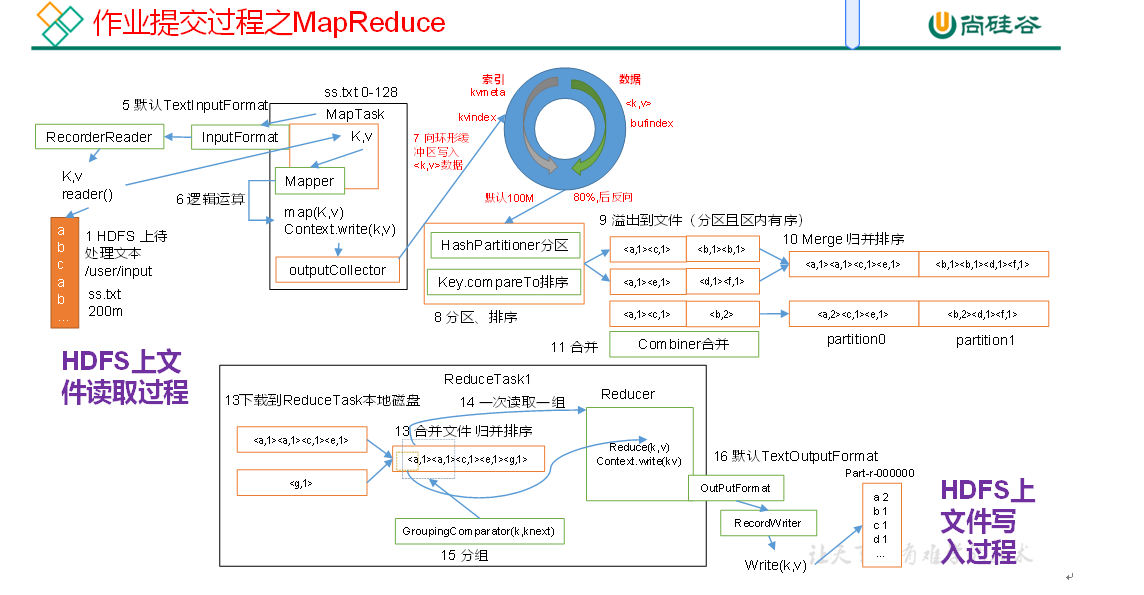 作业提交过程之MapReduce
尚硅谷
ss.txt 0-128
5 默认TextInputFormat
MapTask
RecorderReader
InputFormat
K,v
K,v
reader()
Mapper
6 逻辑运算
map(K,v)
Context.write(k,v)
outputCollector
a
b
c
a
b
...
1 HDFS 上待
处理文本
/user/input
ss.txt
200m
HDFS上文
件读取过程
索引
kvmeta
kvindex
数据
<k,v>
bufindex
7 向环形缓
冲区写入
<k,v>数据
默认100M
80%,后反向
HashPartitioner分区
Key.compareTo排序
8 分区、排序
9 溢出到文件（分区且区内有序）
<a,1><c,1>
<b,1><b,1>
<a,1><e,1>
<d,1><f,1>
<a,1><c,1>
<b,2>
10 Merge 归并排序
<a,1><a,1><c,1><e,1>
<b,1><b,1><d,1><f,1>
<a,2><c,1><e,1>
<b,2><d,1><f,1>
11 合并
Combiner合并
partition0
partition1
ReduceTask1
13下载到ReduceTask本地磁盘
14 一次读取一组
Reducer
13 合并文件 归并排序
<a,1><a,1><c,1><e,1>
<g,1>
<a,1><a,1><c,1><e,1><g,1>
Reduce(k,v)
Context.write(kv)
GroupingComparator(k,knext)
15 分组
16 默认TextOutputFormat
OutPutFormat
RecordWriter
Write(k,v)
Part-r-000000
a 2
b 1
c 1
d 1
...
HDFS上
文件写
入过程
让天下
有难
术